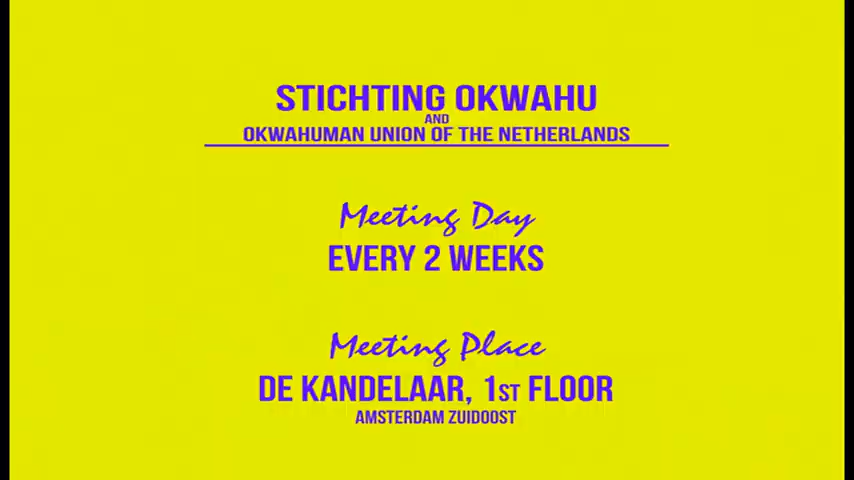 STICHTING OKWAHU
AND
OKWAHUMAN UNION OF THE NETHERLANDS
Meeting Day
EVERY 2 WEEKS
Meeting Place
DE KANDELAAR, 1ST FLOOR
AMSTERDAM ZUIDOOST